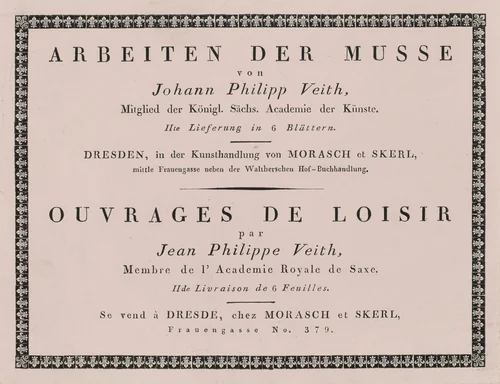 ARBEITEN DER MUSSE
von
Johann Philipp Veith,
Mitglied der Königl. Sächs. Academie der Künste.
IIte Lieferung in 6 Blättern.
DRESDEN, in der Kunsthandlung von MORASCH et SKERL,
mittle Frauengasse neben der Waltherschen Hof-Buchhandlung.
OUVRAGES DE LOISIR
par
Jean Philippe Veith,
Membre de l' Academie Royale de Saxe.
IIde Livraison de 6 Feuilles.
Se vend à DRESDE, chez MORASCH et SKERL,
Frauengasse No. 379.